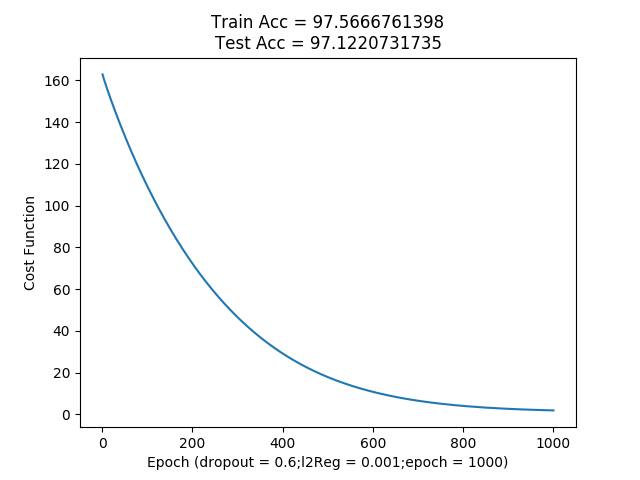 Train Acc = 97.5666761398
Test Acc = 97.1220731735
160
140
120
100
80
60
40
20
0
Cost Function
0 200 400 600 800 1000
Epoch (dropout = 0.6;l2Reg = 0.001;epoch = 1000)